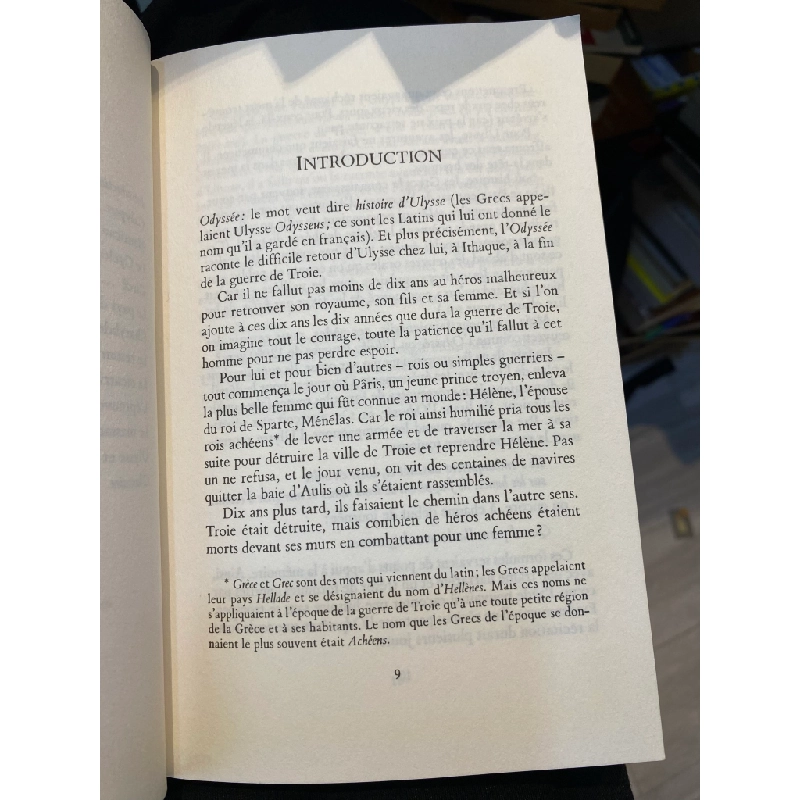 INTRODUCTION
Odyssée : le mot veut dire histoire d'Ulysse (les Grecs appe-
laient Ulysse Odysseus ; ce sont les Latins qui lui ont donné le
nom qu'il a gardé en français). Et plus précisément, l'Odyssée
raconte le difficile retour d'Ulysse chez lui, à Ithaque, à la fin
de la guerre de Troie.
Car il ne fallut pas moins de dix ans au héros malheureux
pour retrouver son royaume, son fils et sa femme. Et si l'on
ajoute à ces dix ans les dix années que dura la guerre de Troie,
on imagine tout le courage, toute la patience qu'il fallut à cet
homme pour ne pas perdre espoir.
Pour lui et pour bien d'autres – rois ou simples guerriers –
tout commença le jour où Pâris, un jeune prince troyen, enleva
la plus belle femme qui fût connue au monde : Hélène, l'épouse
du roi de Sparte, Ménélas. Car le roi ainsi humilié pria tous les
rois achéens* de lever une armée et de traverser la mer à sa
suite pour détruire la ville de Troie et reprendre Hélène. Pas
un ne refusa, et le jour venu, on vit des centaines de navires
quitter la baie d'Aulis où ils s'étaient rassemblés.
Dix ans plus tard, ils faisaient le chemin dans l'autre sens.
Troie était détruite, mais combien de héros achéens étaient
morts devant ses murs en combattant pour une femme ?
* Grèce et Grec sont des mots qui viennent du latin ; les Grecs appelaient
leur pays Hellade et se désignaient du nom d'Hellènes. Mais ces noms ne
s'appliquaient à l'époque de la guerre de Troie qu'à une toute petite région
de la Grèce et à ses habitants. Le nom que les Grecs de l'époque se don-
naient le plus souvent était Achéens.
9